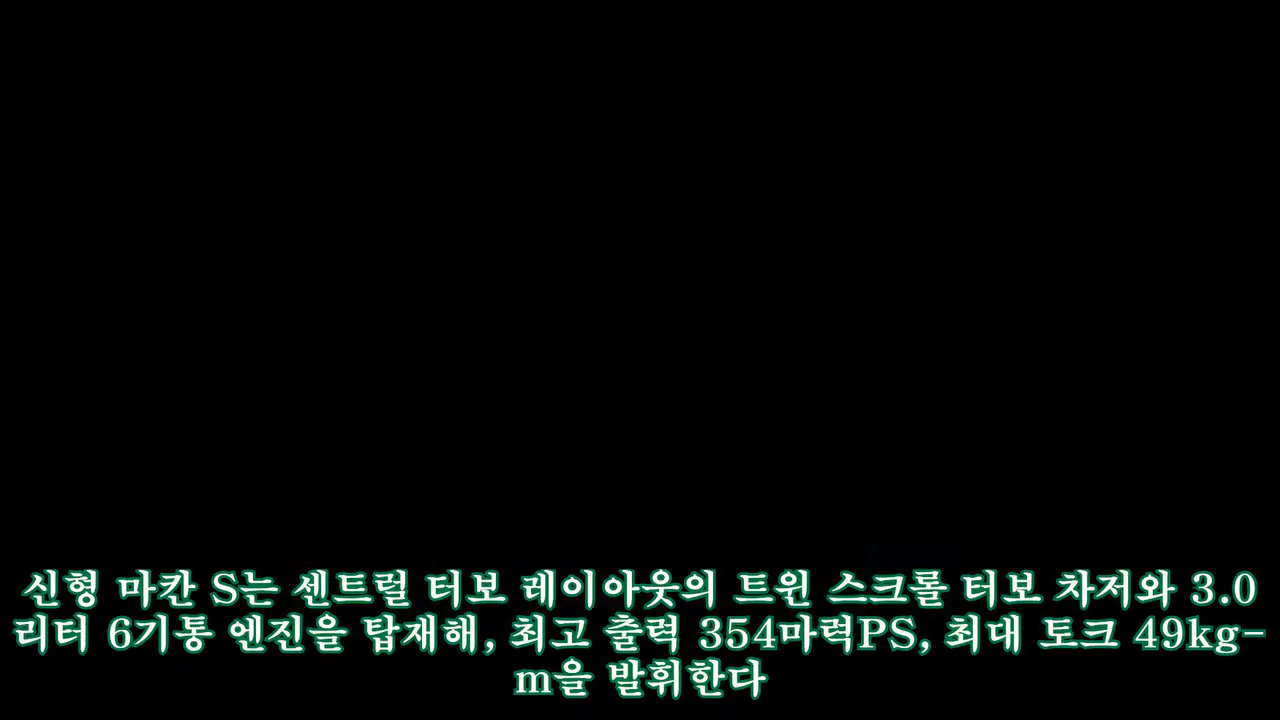 신형 마칸 S는 센트럴 터보 레이아웃의 트윈 스크롤 터보 차저와 3.0
리터 6기통 엔진을 탑재해, 최고 출력 354마력PS, 최대 토크 49kg-
m을 발휘한다